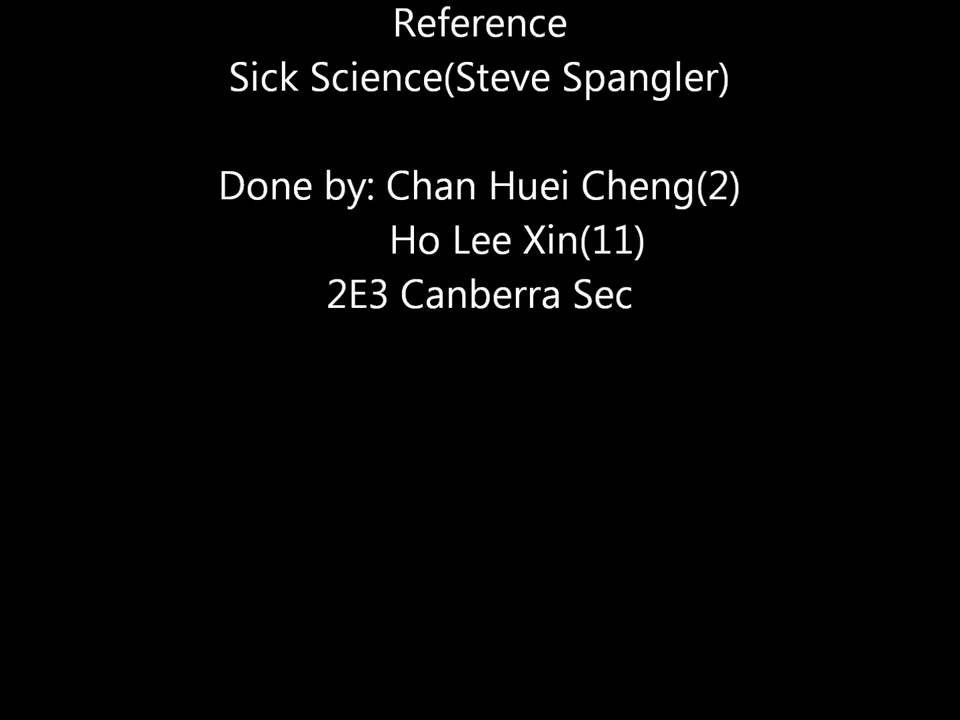 Reference
Sick Science(Steve Spangler)
Done by: Chan Huei Cheng(2)
Ho Lee Xin(11)
2E3 Canberra Sec